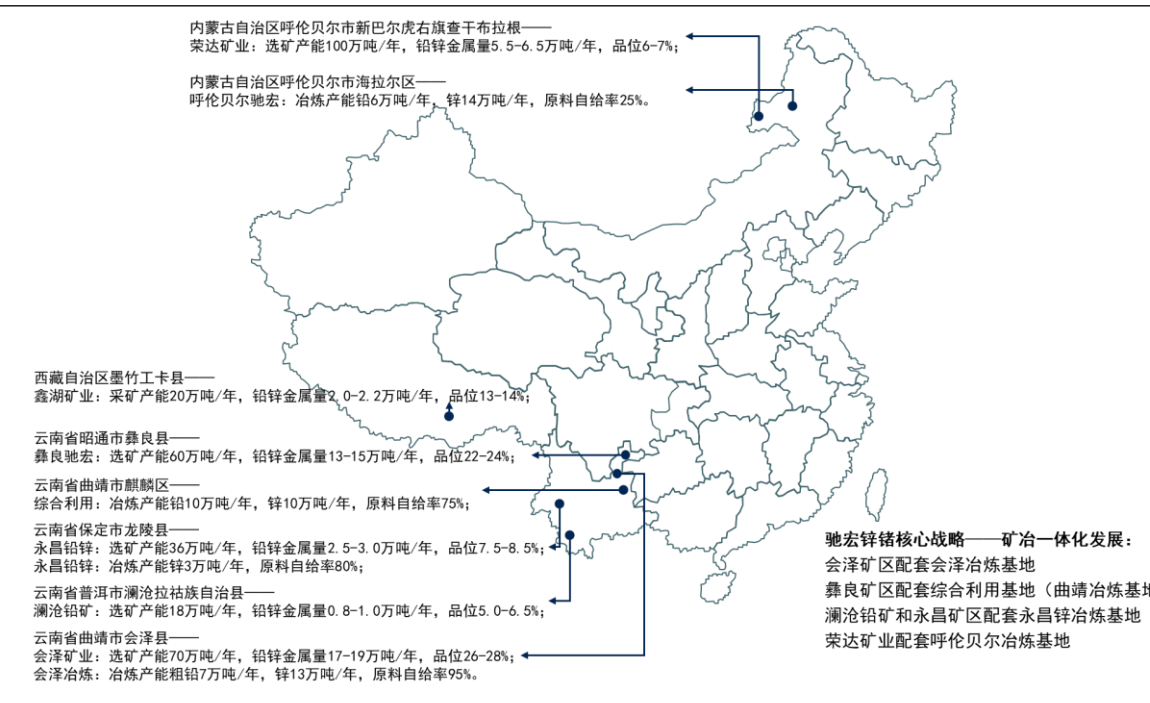 内蒙古自治区呼伦贝尔市新巴尔虎右旗查干布拉根——
荣达矿业：选矿产能100万吨/年，铅锌金属量5.5-6.5万吨/年，品位6-7%；
内蒙古自治区呼伦贝尔市海拉尔区——
呼伦贝尔驰宏：冶炼产能铅6万吨/年，锌14万吨/年，原料自给率25%。
西藏自治区墨竹工卡县——
鑫湖矿业：采矿产能20万吨/年，铅锌金属量2.0-2.2万吨/年，品位13-14%；
云南省昭通市彝良县——
彝良驰宏：选矿产能60万吨/年，铅锌金属量13-15万吨/年，品位22-24%；
云南省曲靖市麒麟区——
综合利用：冶炼产能铅10万吨/年，锌10万吨/年，原料自给率75%；
云南省保定市龙陵县——
永昌铅锌：选矿产能36万吨/年，铅锌金属量2.5-3.0万吨/年，品位7.5-8.5%；
永昌铅锌：冶炼产能锌3万吨/年，原料自给率80%；
云南省普洱市澜沧拉祜族自治县——
澜沧铅矿：选矿产能18万吨/年，铅锌金属量0.8-1.0万吨/年，品位5.0-6.5%；
云南省曲靖市会泽县——
会泽矿业：选矿产能70万吨/年，铅锌金属量17-19万吨/年，品位26-28%；
会泽冶炼：冶炼产能粗铅7万吨/年，锌13万吨/年，原料自给率95%。
驰宏锌锗核心战略——矿冶一体化发展：
会泽矿区配套会泽冶炼基地
彝良矿区配套综合利用基地（曲靖冶炼基地
澜沧铅矿和永昌矿区配套永昌锌冶炼基地
荣达矿业配套呼伦贝尔冶炼基地